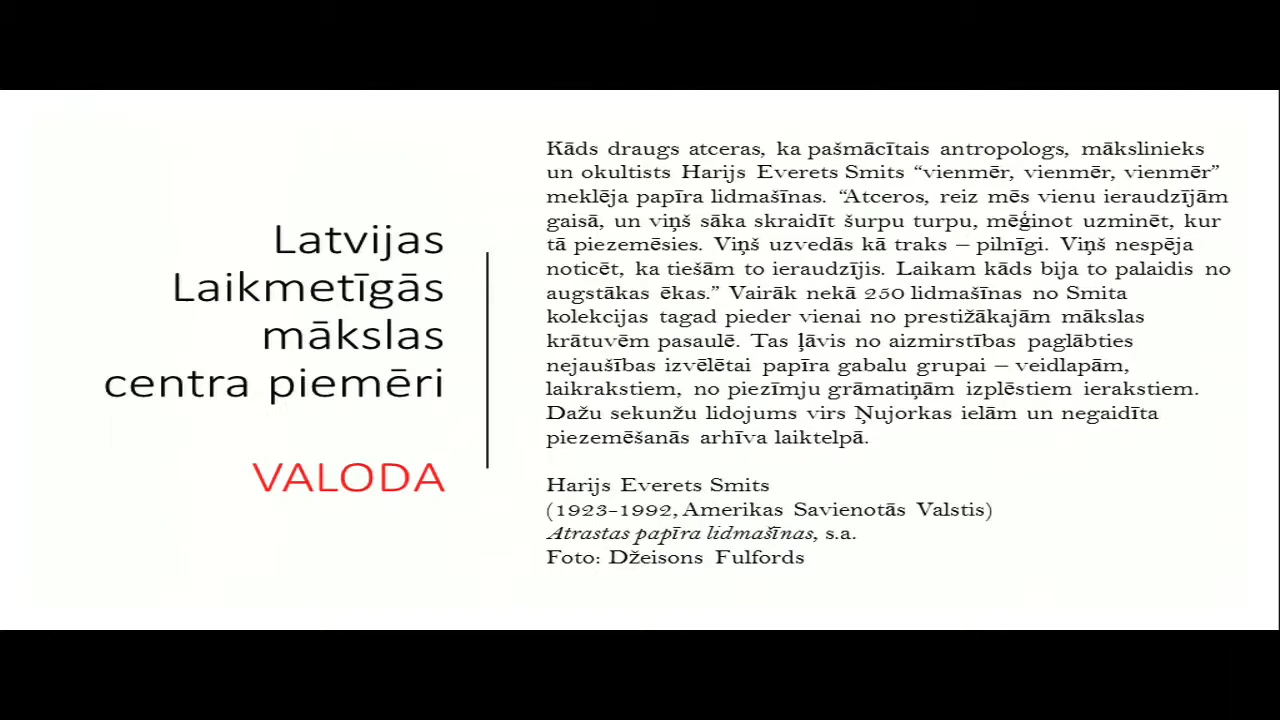 Latvijas
Laikmetīgās
mākslas
centra piemēri
VALODA
Kāds draugs atceras, ka pašmācītais antropologs, mākslinieks
un okultists Harijs Everets Smits “vienmēr, vienmēr, vienmēr”
meklēja papīra lidmašīnas. “Atceros, reiz mēs vienu ieraudzījām
gaisā, un viņš sāka skraidīt šurpu turpu, mēģinot uzminēt, kur
tā piezemēsies. Viņš uzvedās kā traks – pilnīgi. Viņš nespēja
noticēt, ka tiešām to ieraudzījis. Laikam kāds bija to palaidis no
augstākas ēkas.” Vairāk nekā 250 lidmašīnas no Smita
kolekcijas tagad pieder vienai no prestižākajām mākslas
krātuvēm pasaulē. Tas ļāvis no aizmirstības paglābties
nejaušības izvēlētai papīra gabalu grupai – veidlapām,
laikrakstiem, no piezīmju grāmatiņām izplēstiem ierakstiem.
Dažu sekunžu lidojums virs Ņujorkas ielām un negaidīta
piezemēšanās arhīva laiktelpā.
Harijs Everets Smits
(1923-1992, Amerikas Savienotās Valstis)
Atrastas papīra lidmašīnas, s.a.
Foto: Džeisons Fulfords